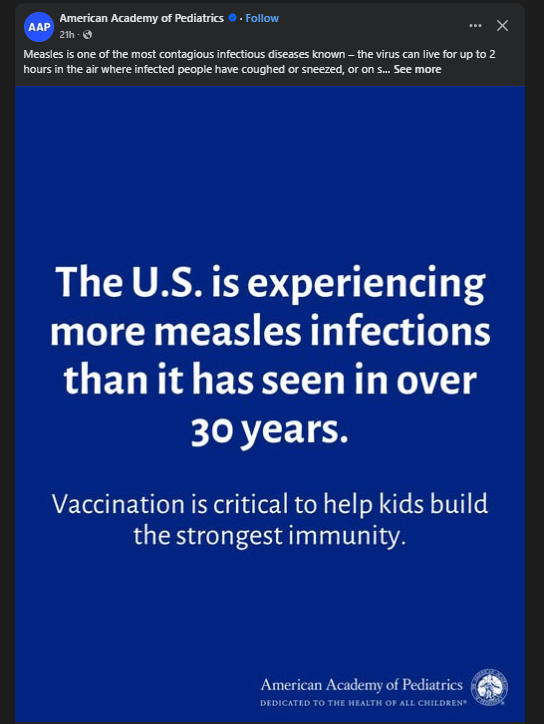 AAP
American Academy of Pediatrics · Follow
21h ·
Measles is one of the most contagious infectious diseases known – the virus can live for up to 2
hours in the air where infected people have coughed or sneezed, or on s... See more
The U.S. is experiencing
more measles infections
than it has seen in over
30 years.
Vaccination is critical to help kids build
the strongest immunity.
American Academy of Pediatrics
DEDICATED TO THE HEALTH OF ALL CHILDREN®